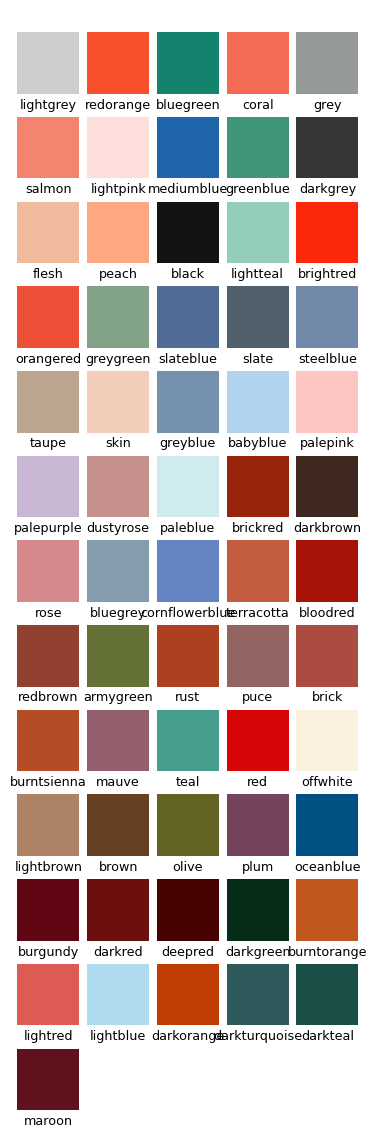 lightgrey redorange bluegreen coral grey
salmon lightpink mediumblue greenblue darkgrey
flesh peach black lightteal brightred
orangered greygreen slateblue slate steelblue
taupe skin greyblue babyblue palepink
palepurple dustyrose paleblue brickred darkbrown
rose bluegrey cornflowerblue terracotta bloodred
redbrown armygreen rust puce brick
burntsienna mauve teal red offwhite
lightbrown brown olive plum oceanblue
burgundy darkred deepred darkgreen burntorange
lightred lightblue darkorange darkturquoise darkteal
maroon